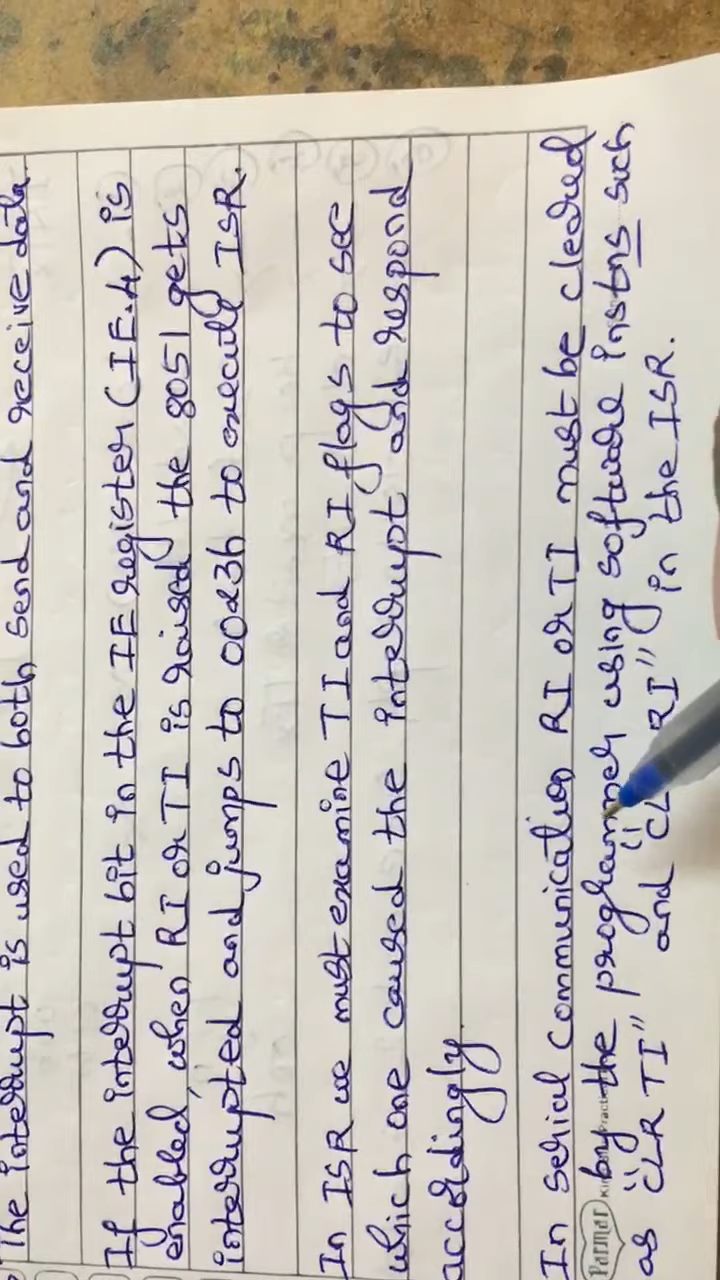 The interrupt is used to both send and receive data.
If the interrupt bit in the IE register (IE.4) is
enabled, when RI or TI is raised the 8051 gets
interrupted and jumps to 0023h to execute ISR.
In ISR we must examine TI and RI flags to see
which one caused the interrupt and respond
accordingly
In serial communication RI or TI must be cleared
by the programmer using software instns such
as "CLR TI" and "CL RI" in the ISR.
Parmar